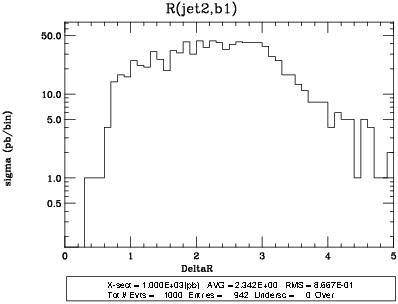 R(jet2,b1)
50.0
10.0
5.0
1.0
0.5
sigma (pb/bin)
0 1 2 3 4 5
DeltaR
X-sect = 1.000E+03(pb) AVG = 2.342E+00 RMS = 8.667E-01
Tot # Evts = 1000 Entries = 942 Undersc = 0 Over